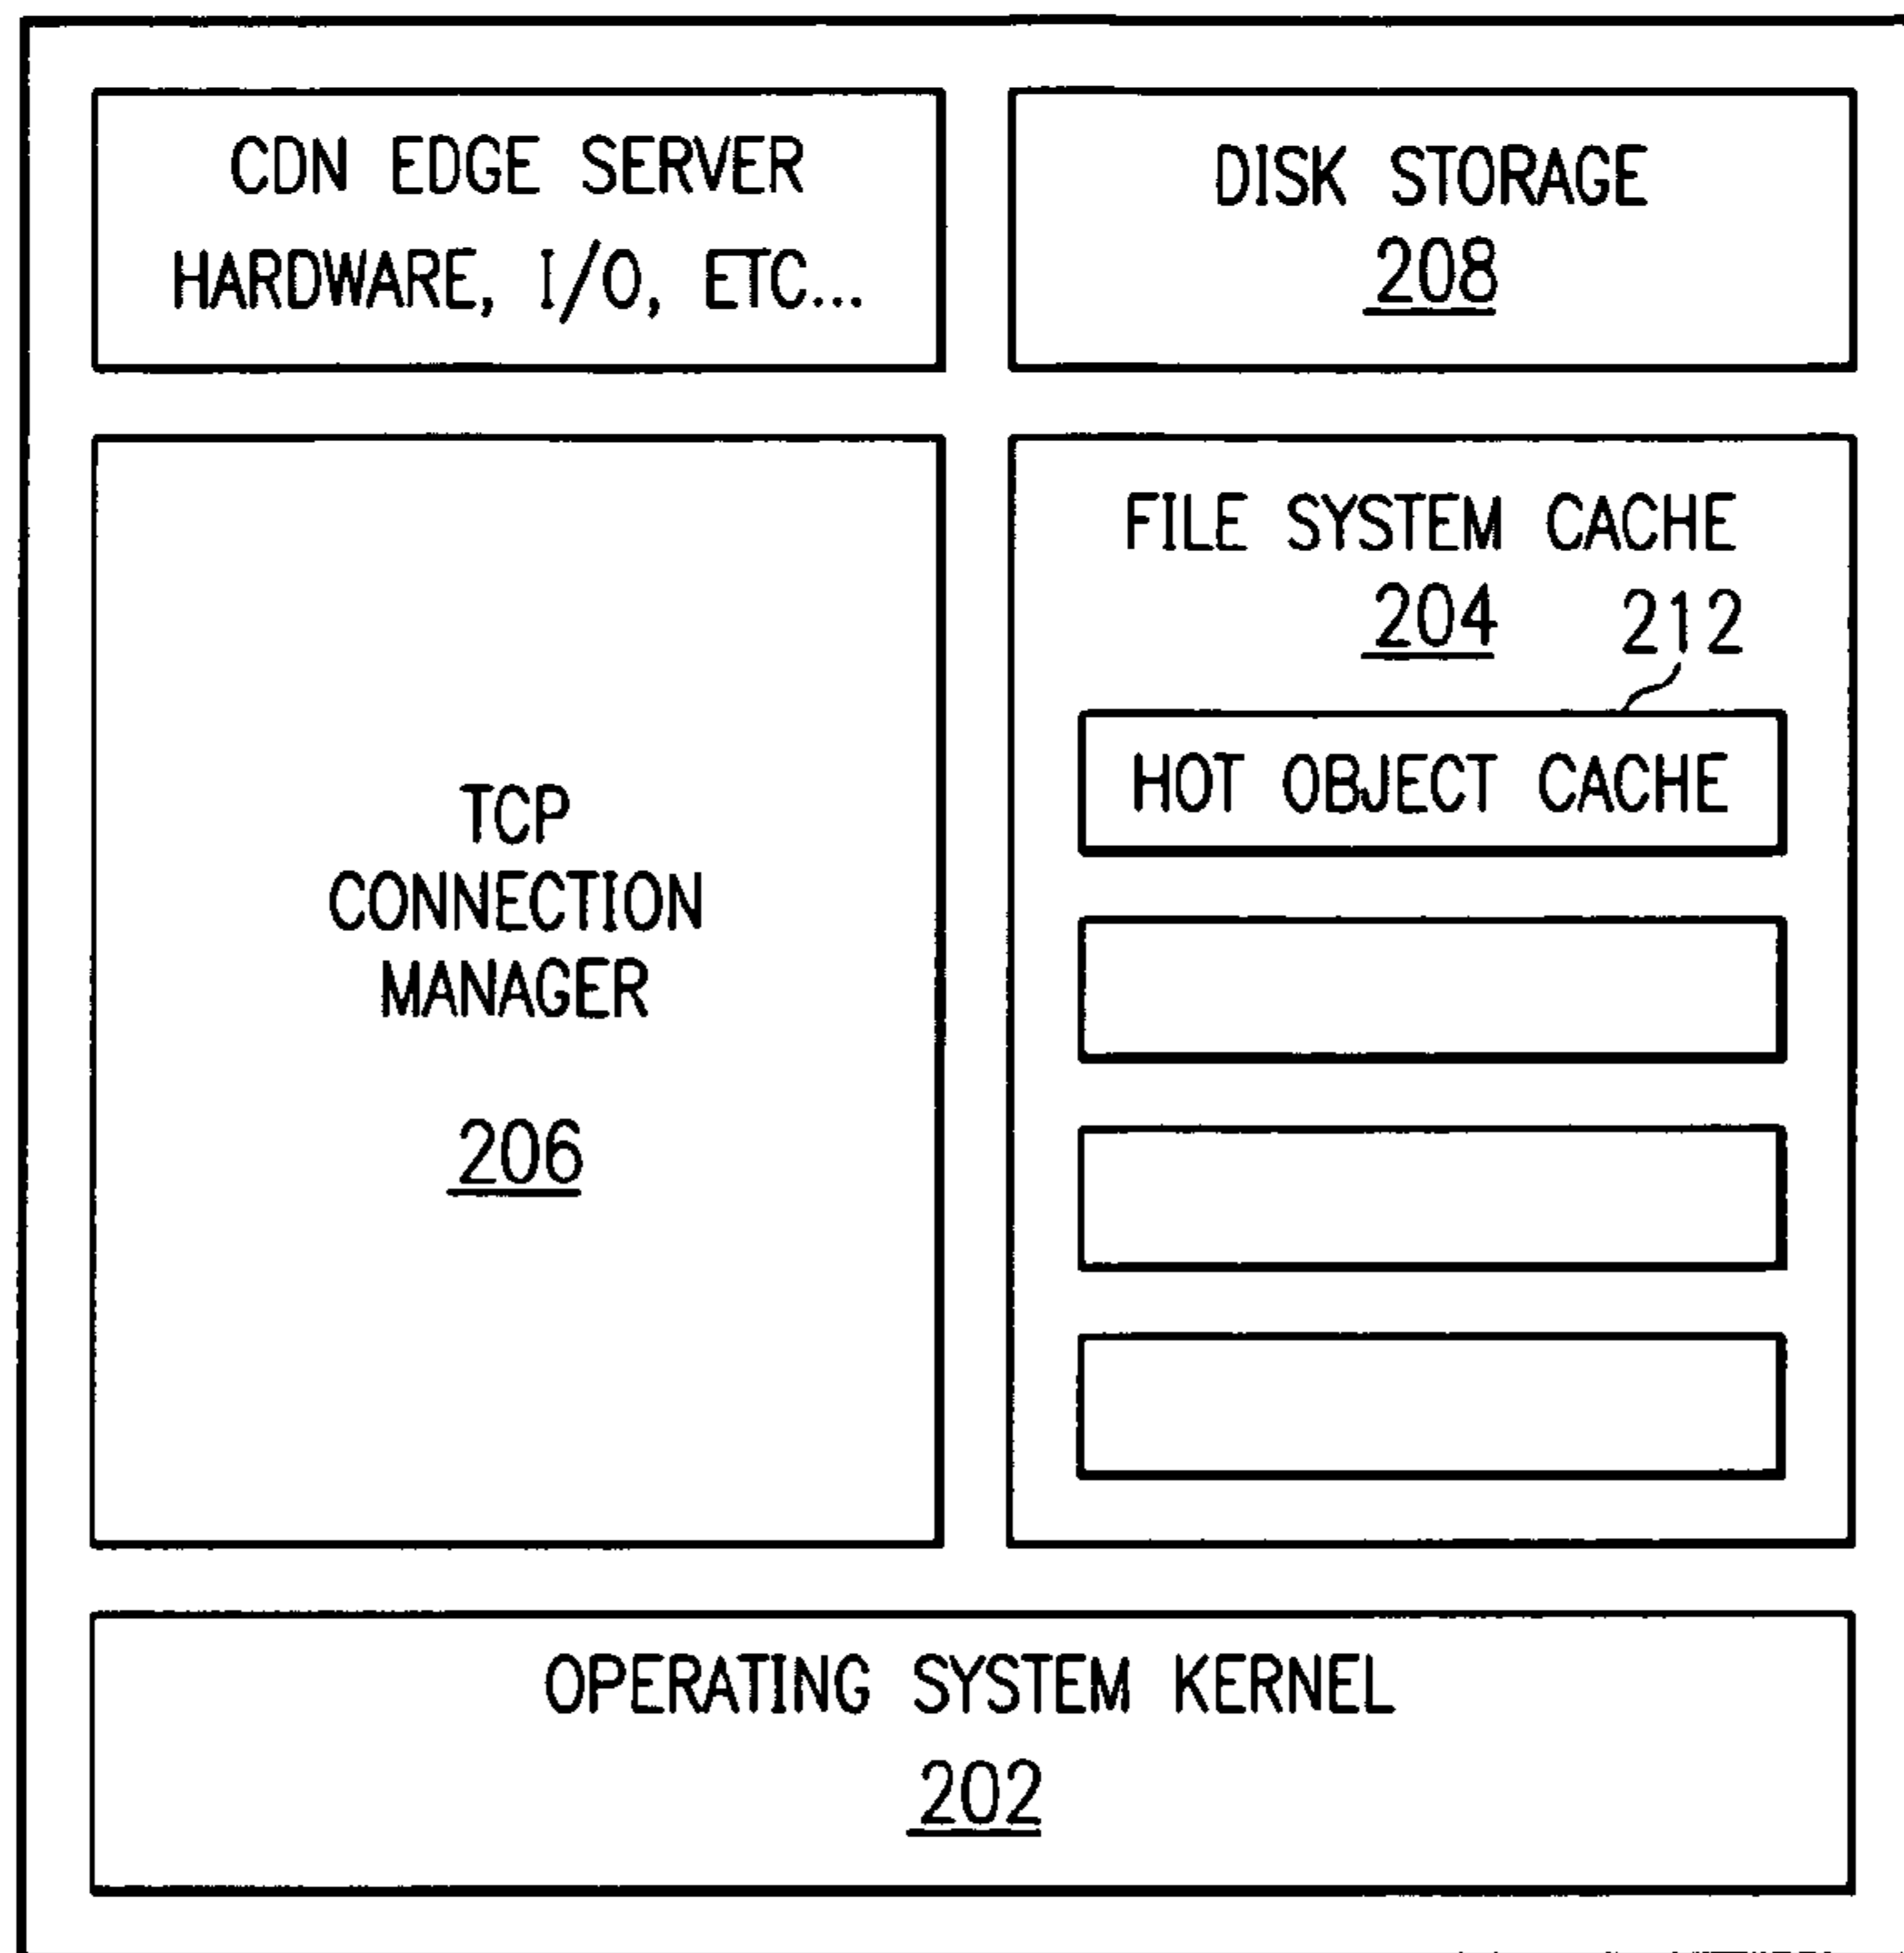 CDN EDGE SERVER
HARDWARE, I/O, ETC...
DISK STORAGE
208
TCP
CONNECTION
MANAGER
206
FILE SYSTEM CACHE
204
212
HOT OBJECT CACHE
OPERATING SYSTEM KERNEL
202